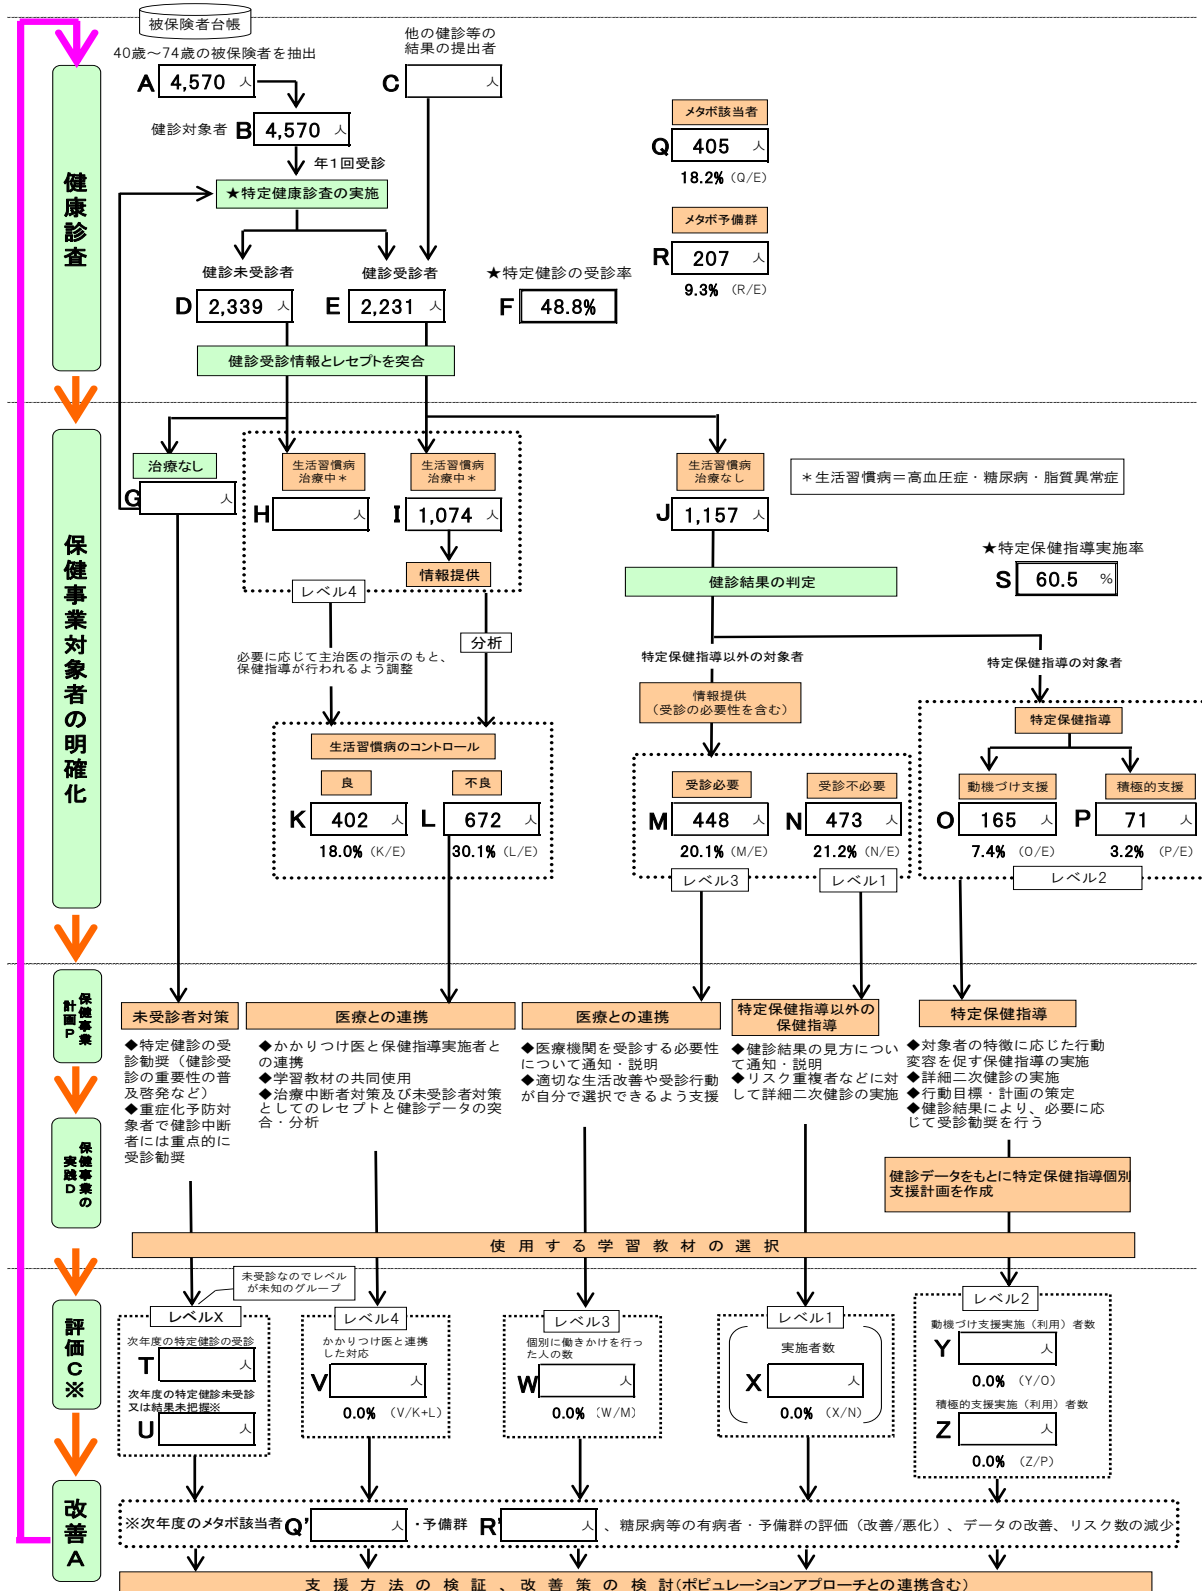 被保険者台帳
40歳～74歳の被保険者を抽出
他の健診等の
結果の提出者
A 4,570 人
C 人
健診対象者 B 4,570 人
年1回受診
★特定健康診査の実施
メタボ該当者
Q 405 人
18.2% (Q/E)
メタボ予備群
R 207 人
9.3% (R/E)
健康診査
健診未受診者
健診受診者
★特定健診の受診率
D 2,339 人
E 2,231 人
F 48.8%
健診受診情報とレセプトを突合
治療なし
G 人
生活習慣病
治療中＊
H 人
生活習慣病
治療中＊
I 1,074 人
情報提供
レベル4
生活習慣病
治療なし
J 1,157 人
＊生活習慣病＝高血圧症・糖尿病・脂質異常症
★特定保健指導実施率
S 60.5 %
健診結果の判定
保健事業対象者の明確化
分析
必要に応じて主治医の指示のもと、
保健指導が行われるよう調整
特定保健指導以外の対象者
特定保健指導の対象者
情報提供
（受診の必要性を含む）
特定保健指導
生活習慣病のコントロール
良
不良
受診必要
受診不必要
動機づけ支援
積極的支援
K 402 人
L 672 人
M 448 人
N 473 人
O 165 人
P 71 人
18.0% (K/E)
30.1% (L/E)
20.1% (M/E)
21.2% (N/E)
7.4% (O/E)
3.2% (P/E)
レベル3
レベル1
レベル2
保健事業
計画P
保健事業の
実践D
未受診者対策
◆特定健診の受
診勧奨（健診受
診の重要性の普
及啓発など）
◆重症化予防対
象者で健診中断
者には重点的に
受診勧奨
医療との連携
◆かかりつけ医と保健指導実施者と
の連携
◆学習教材の共同使用
◆治療中断者対策及び未受診者対策
としてのレセプトと健診データの突
合・分析
医療との連携
◆医療機関を受診する必要性
について通知・説明
◆適切な生活改善や受診行動
が自分で選択できるよう支援
特定保健指導以外の
保健指導
◆健診結果の見方につい
て通知・説明
◆リスク重複者などに対
して詳細二次健診の実施
特定保健指導
◆対象者の特徴に応じた行動
変容を促す保健指導の実施
◆詳細二次健診の実施
◆行動目標・計画の策定
◆健診結果により、必要に応
じて受診勧奨を行う
健診データをもとに特定保健指導個別
支援計画を作成
使用する学習教材の選択
評価C※
未受診なのでレベル
が未知のグループ
レベルX
次年度の特定健診の受診
T 人
次年度の特定健診未受診
又は結果未把握※
U 人
レベル4
かかりつけ医と連携
した対応
V 人
0.0% (V/K+L)
レベル3
個別に働きかけを行っ
た人の数
W 人
0.0% (W/M)
レベル1
実施者数
X 人
0.0% (X/N)
レベル2
動機づけ支援実施（利用）者数
Y 人
0.0% (Y/O)
積極的支援実施（利用）者数
Z 人
0.0% (Z/P)
改善A
※次年度のメタボ該当者 Q' 人 ・予備群 R' 人 、糖尿病等の有病者・予備群の評価（改善/悪化）、データの改善、リスク数の減少
支援方法の検証、改善策の検討(ポピュレーションアプローチとの連携含む)